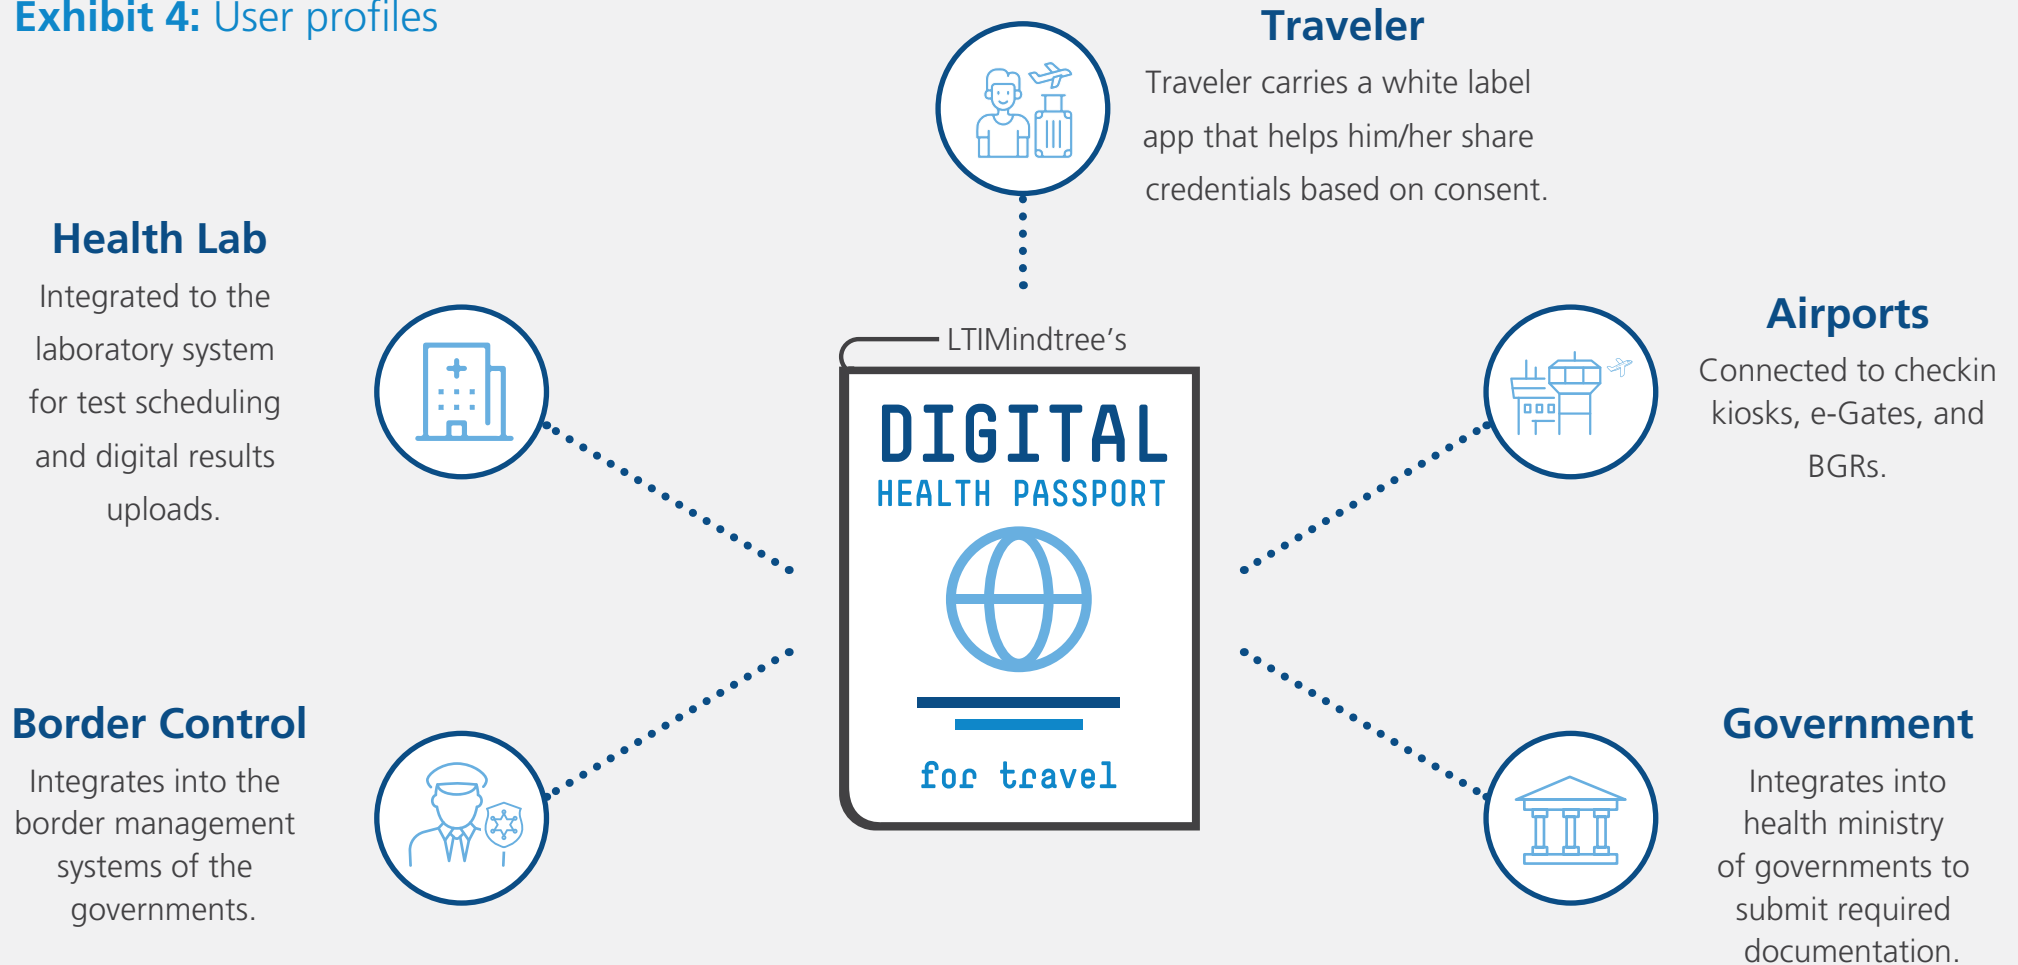 Exhibit 4: User profiles
Traveler
Traveler carries a white label
app that helps him/her share
credentials based on consent.
Health Lab
Integrated to the
laboratory system
for test scheduling
and digital results
uploads.
LTIMindtree's
DIGITAL
HEALTH PASSPORT
for travel
Airports
Connected to checkin
kiosks, e-Gates, and
BGRs.
Border Control
Integrates into the
border management
systems of the
governments.
Government
Integrates into
health ministry
of governments to
submit required
documentation.